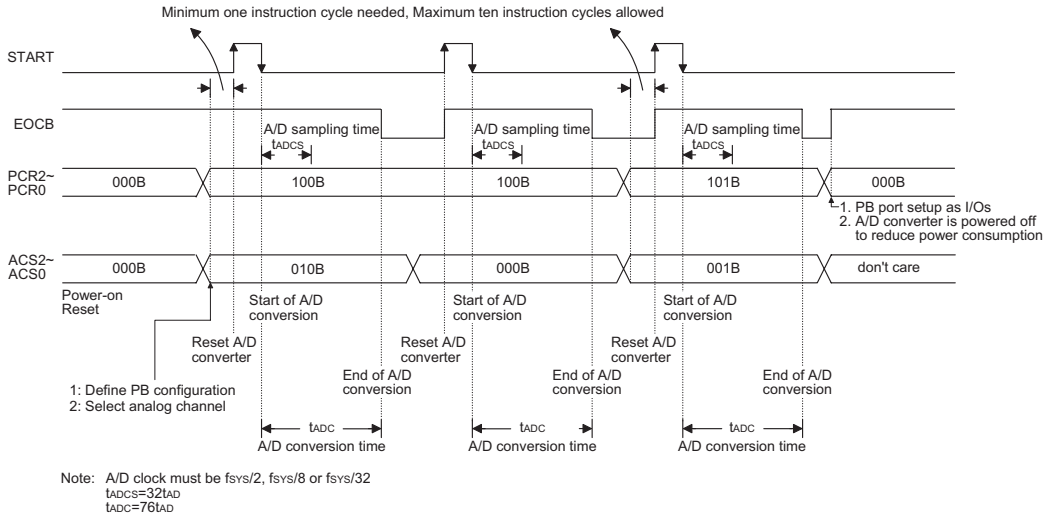 Minimum one instruction cycle needed, Maximum ten instruction cycles allowed
START
EOCB
A/D sampling time
tADCS
A/D sampling time
tADCS
A/D sampling time
tADCS
PCR2~
PCR0
000B
100B
100B
101B
000B
1. PB port setup as I/Os
2. A/D converter is powered off
to reduce power consumption
ACS2~
ACS0
000B
010B
000B
001B
don't care
Power-on
Reset
Start of A/D
conversion
Start of A/D
conversion
Start of A/D
conversion
Reset A/D
converter
Reset A/D
converter
Reset A/D
converter
1: Define PB configuration
2: Select analog channel
End of A/D
conversion
End of A/D
conversion
End of A/D
conversion
tADC
A/D conversion time
tADC
A/D conversion time
tADC
A/D conversion time
Note: A/D clock must be fSYS/2, fSYS/8 or fSYS/32
tADCS=32tAD
tADC=76tAD